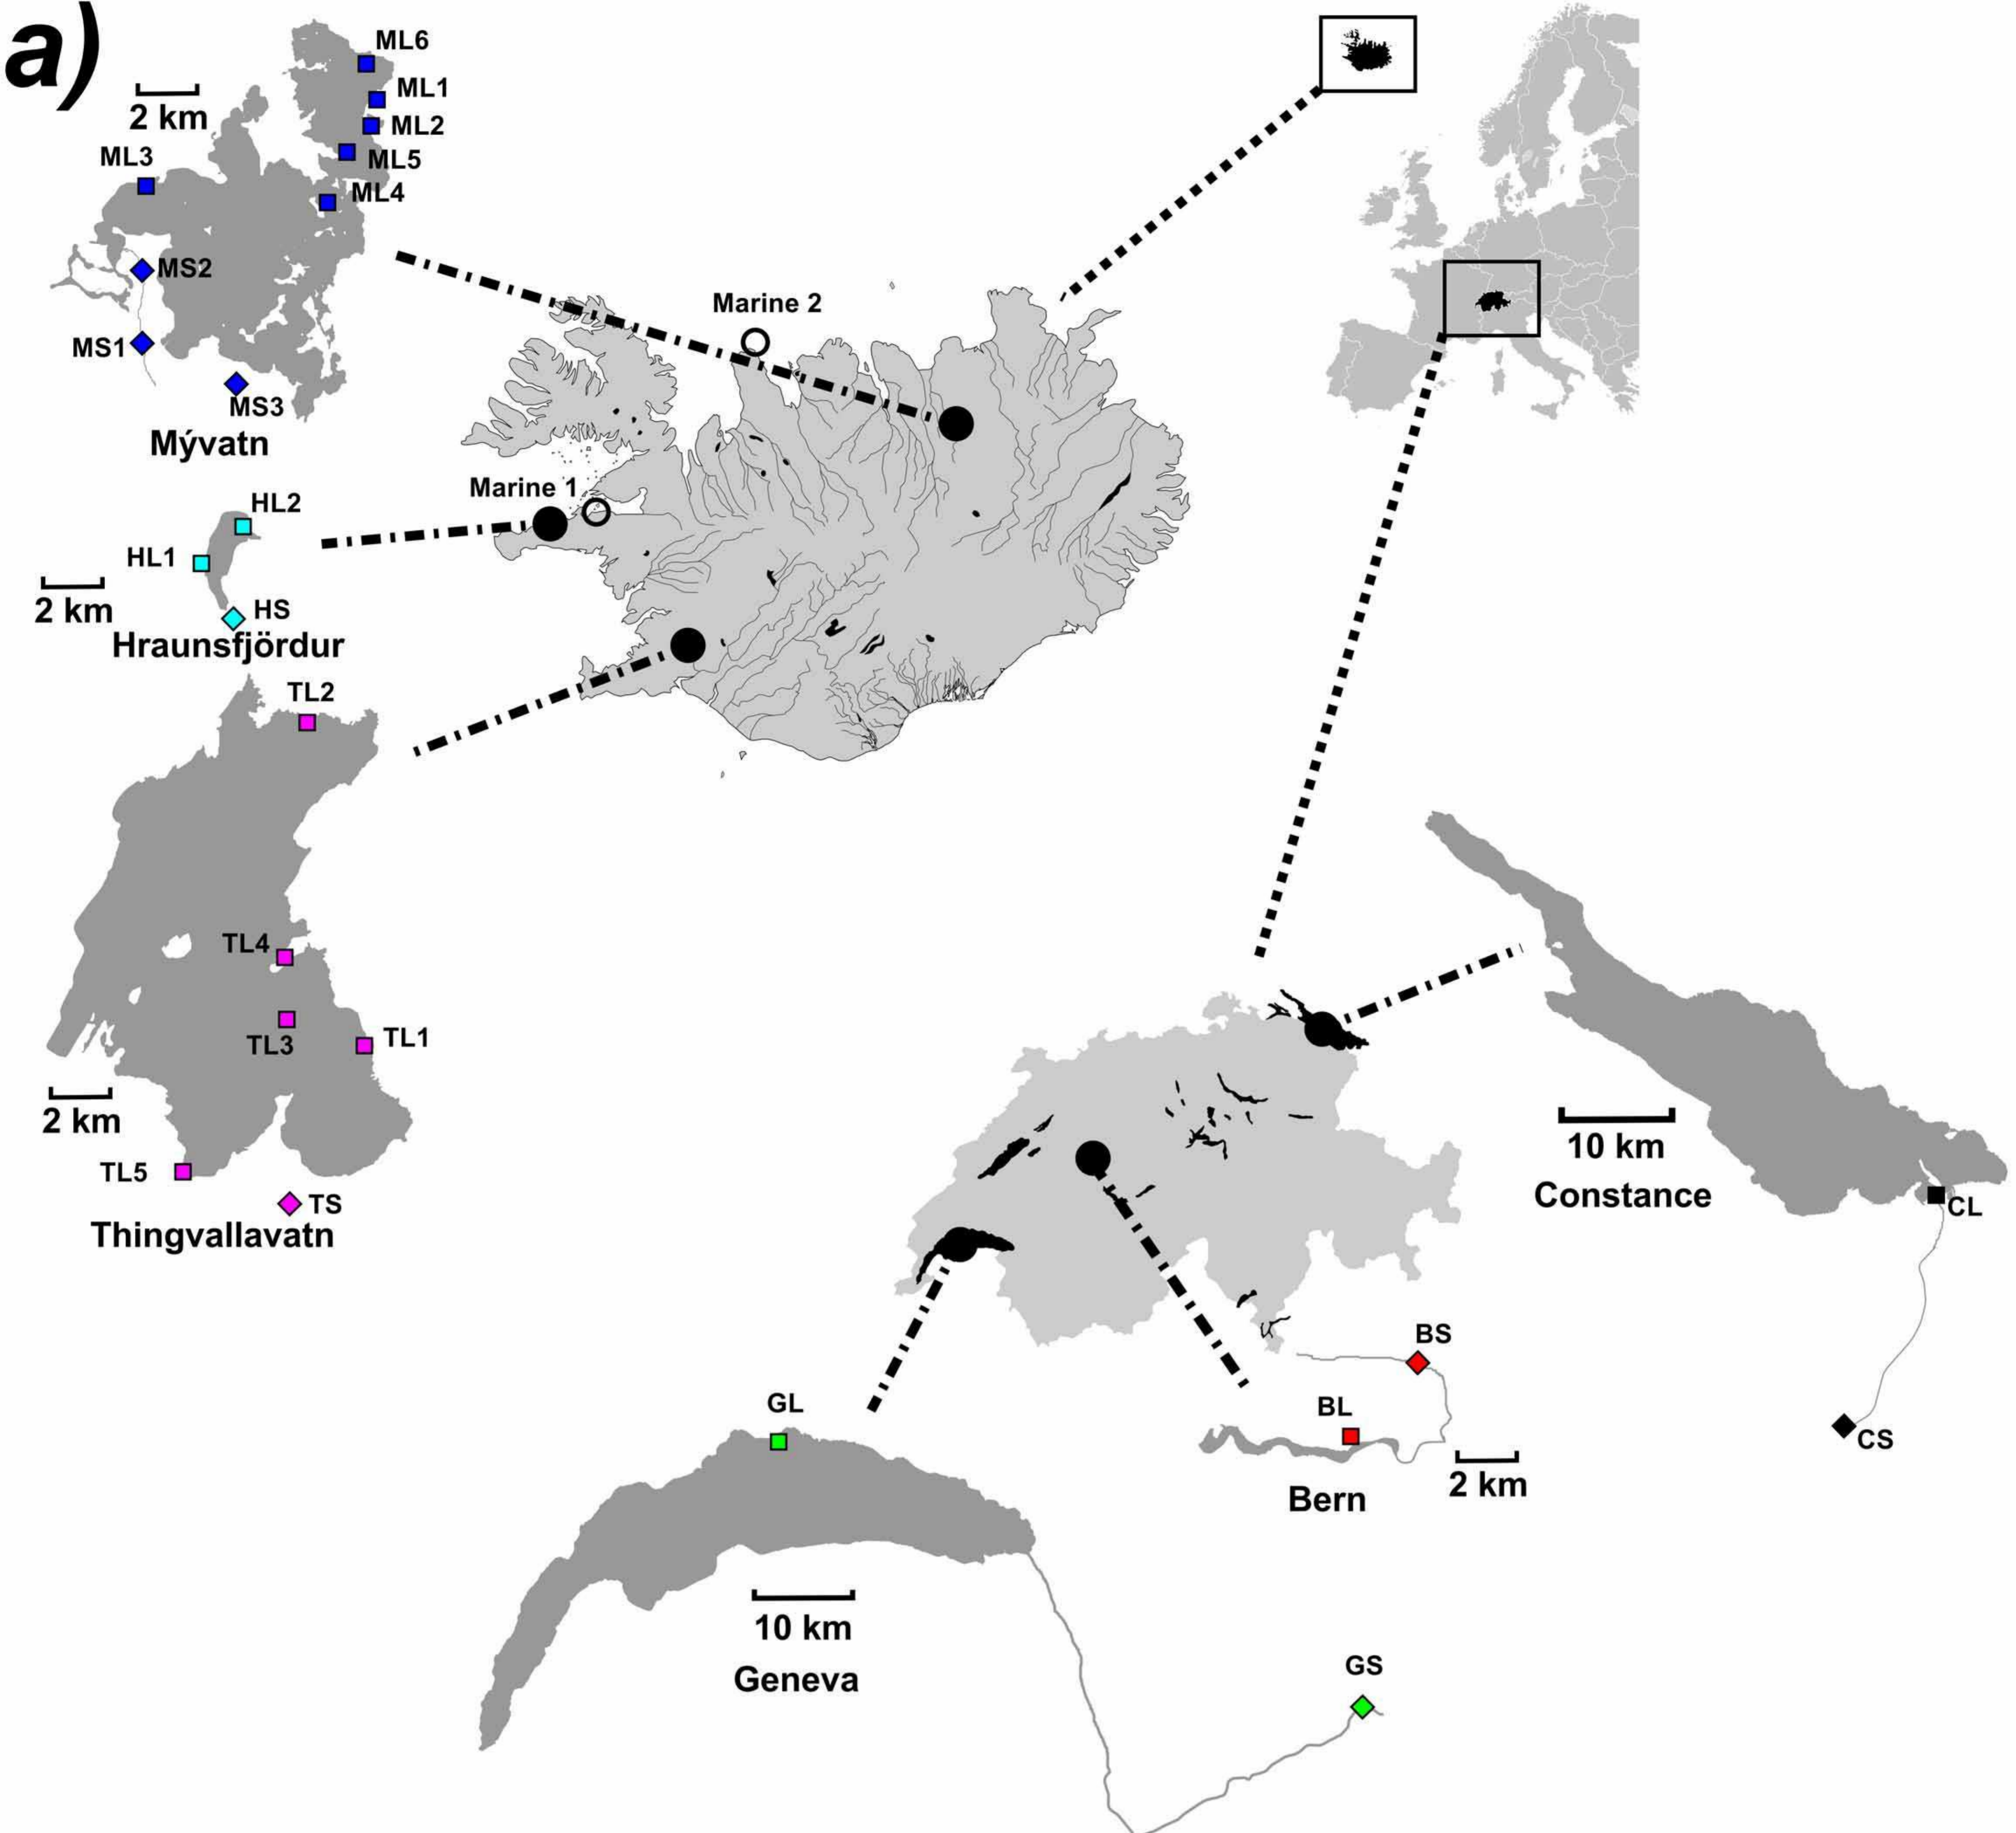 a)
ML6
ML1
2 km
ML2
ML3
ML5
ML4
MS2
Marine 2
MS1
MS3
Mývatn
Marine 1
HL2
HL1
2 km
HS
Hraunsfjördur
TL2
TL4
TL3
TL1
2 km
TL5
TS
Thingvallavatn
10 km
Constance
CL
CS
BS
BL
2 km
Bern
GL
10 km
Geneva
GS